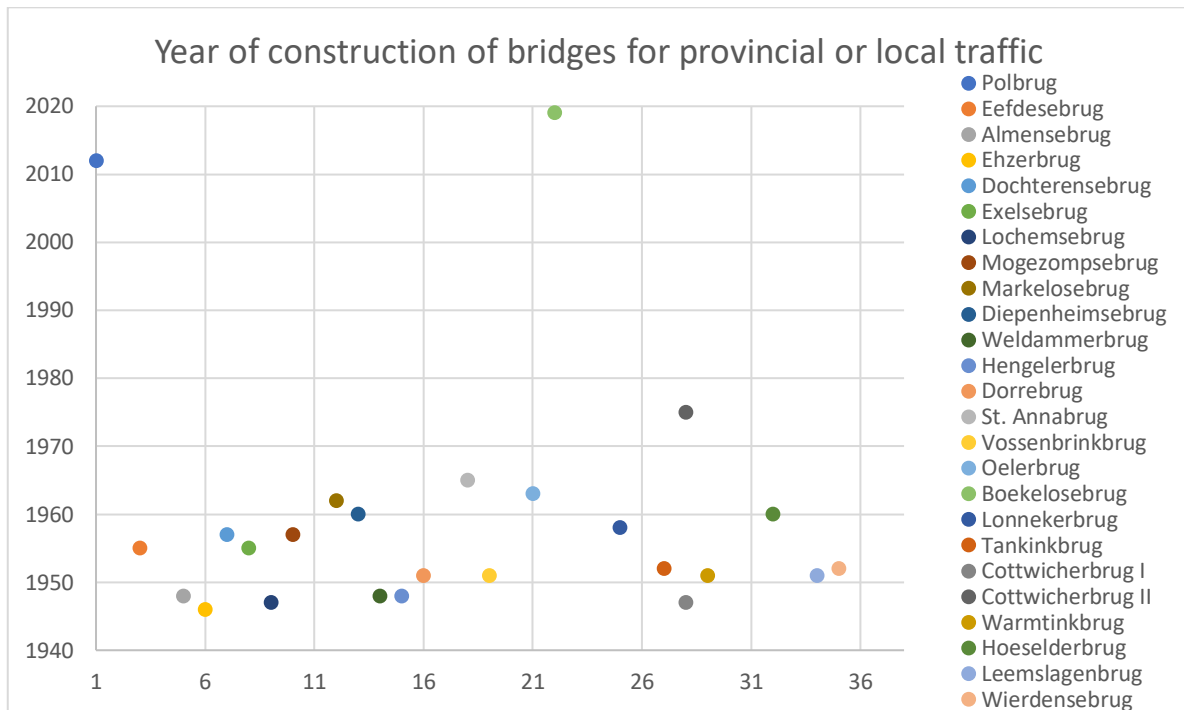 Year of construction of bridges for provincial or local traffic
2020
2010
2000
1990
1980
1970
1960
1950
1940
1 6 11 16 21 26 31 36
Polbrug
Eefdesebrug
Almensebrug
Ehzerbrug
Dochterensebrug
Exelsebrug
Lochemsebrug
Mogezompsebrug
Markelosebrug
Diepenheimsebrug
Weldammerbrug
Hengelerbrug
Dorrebrug
St. Annabrug
Vossenbrinkbrug
Oelerbrug
Boekelosebrug
Lonnekerbrug
Tankinkbrug
Cottwicherbrug I
Cottwicherbrug II
Warmtinkbrug
Hoeselderbrug
Leemslagenbrug
Wierdensebrug